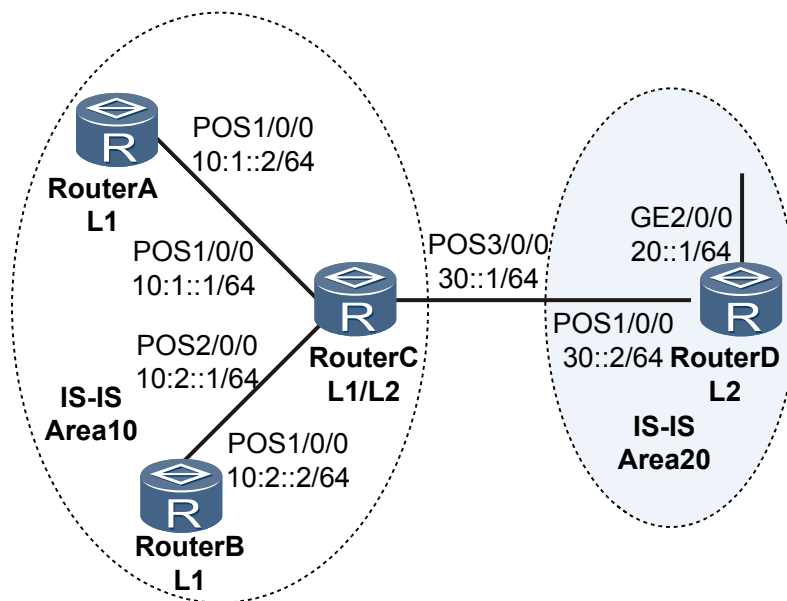 POS1/0/0
10:1::2/64
R
RouterA
L1
POS1/0/0
10:1::1/64
POS2/0/0
10:2::1/64
IS-IS
Area10
POS1/0/0
10:2::2/64
R
RouterB
L1
R
RouterC
L1/L2
POS3/0/0
30::1/64
GE2/0/0
20::1/64
POS1/0/0
30::2/64
R
RouterD
L2
IS-IS
Area20